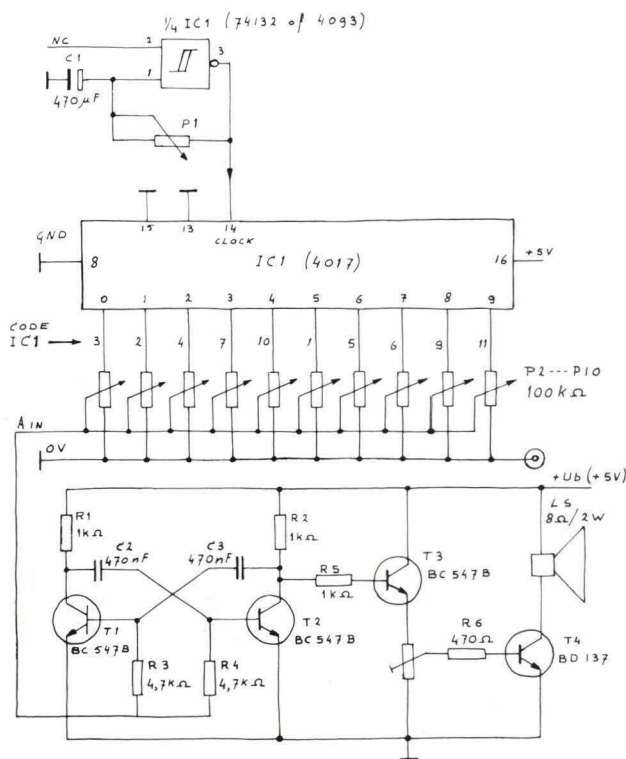 1/4 IC1 (74132 of 4093)
NC
2
3
C1
1
470µF
P1
15
13
14
CLOCK
GND
8
IC1 (4017)
16
+5V
0 1 2 3 4 5 6 7 8 9
CODE
IC1
3 2 4 7 10 1 5 6 9 11
P2---P10
100kΩ
A IN
0V
+Ub (+5V)
LS
8Ω/2W
R1
1kΩ
C2
470nF
C3
470nF
R2
1kΩ
R5
1kΩ
T3
BC 547B
T1
BC 547B
T2
BC 547B
R3
4,7kΩ
R4
4,7kΩ
R6
470Ω
T4
BD 137